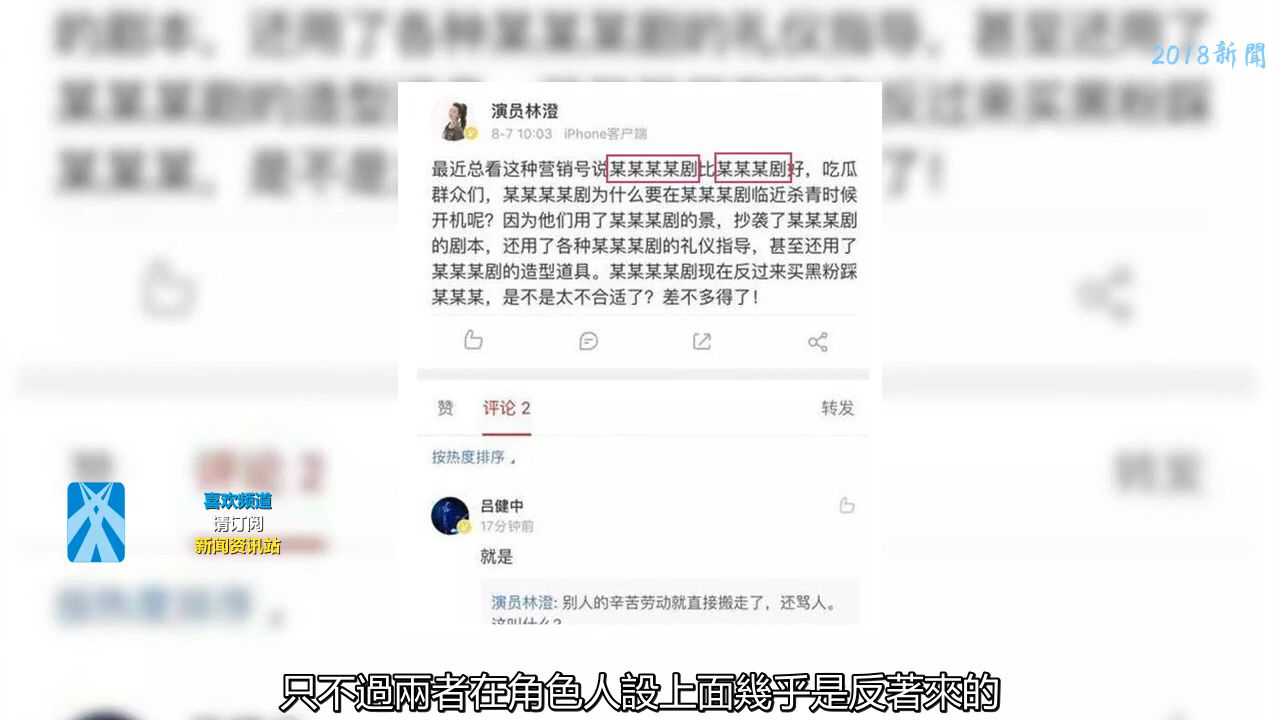 2018新聞
演员林澄
8-7 10:03 iPhone客户端
最近总看这种营销号说某某某某剧比某某某剧好，吃瓜
群众们，某某某某剧为什么要在某某某剧临近杀青时候
开机呢？因为他们用了某某某剧的景，抄袭了某某某剧
的剧本，还用了各种某某某剧的礼仪指导，甚至还用了
某某某剧的造型道具。某某某某剧现在反过来买黑粉踩
某某某，是不是太不合适了？差不多得了！
赞 评论 2 转发
按热度排序
吕健中
17分钟前
就是
演员林澄: 别人的辛苦劳动就直接搬走了，还骂人。
这叫什么?
喜欢频道
请订阅
新闻资讯站
只不過兩者在角色人設上面幾乎是反著來的